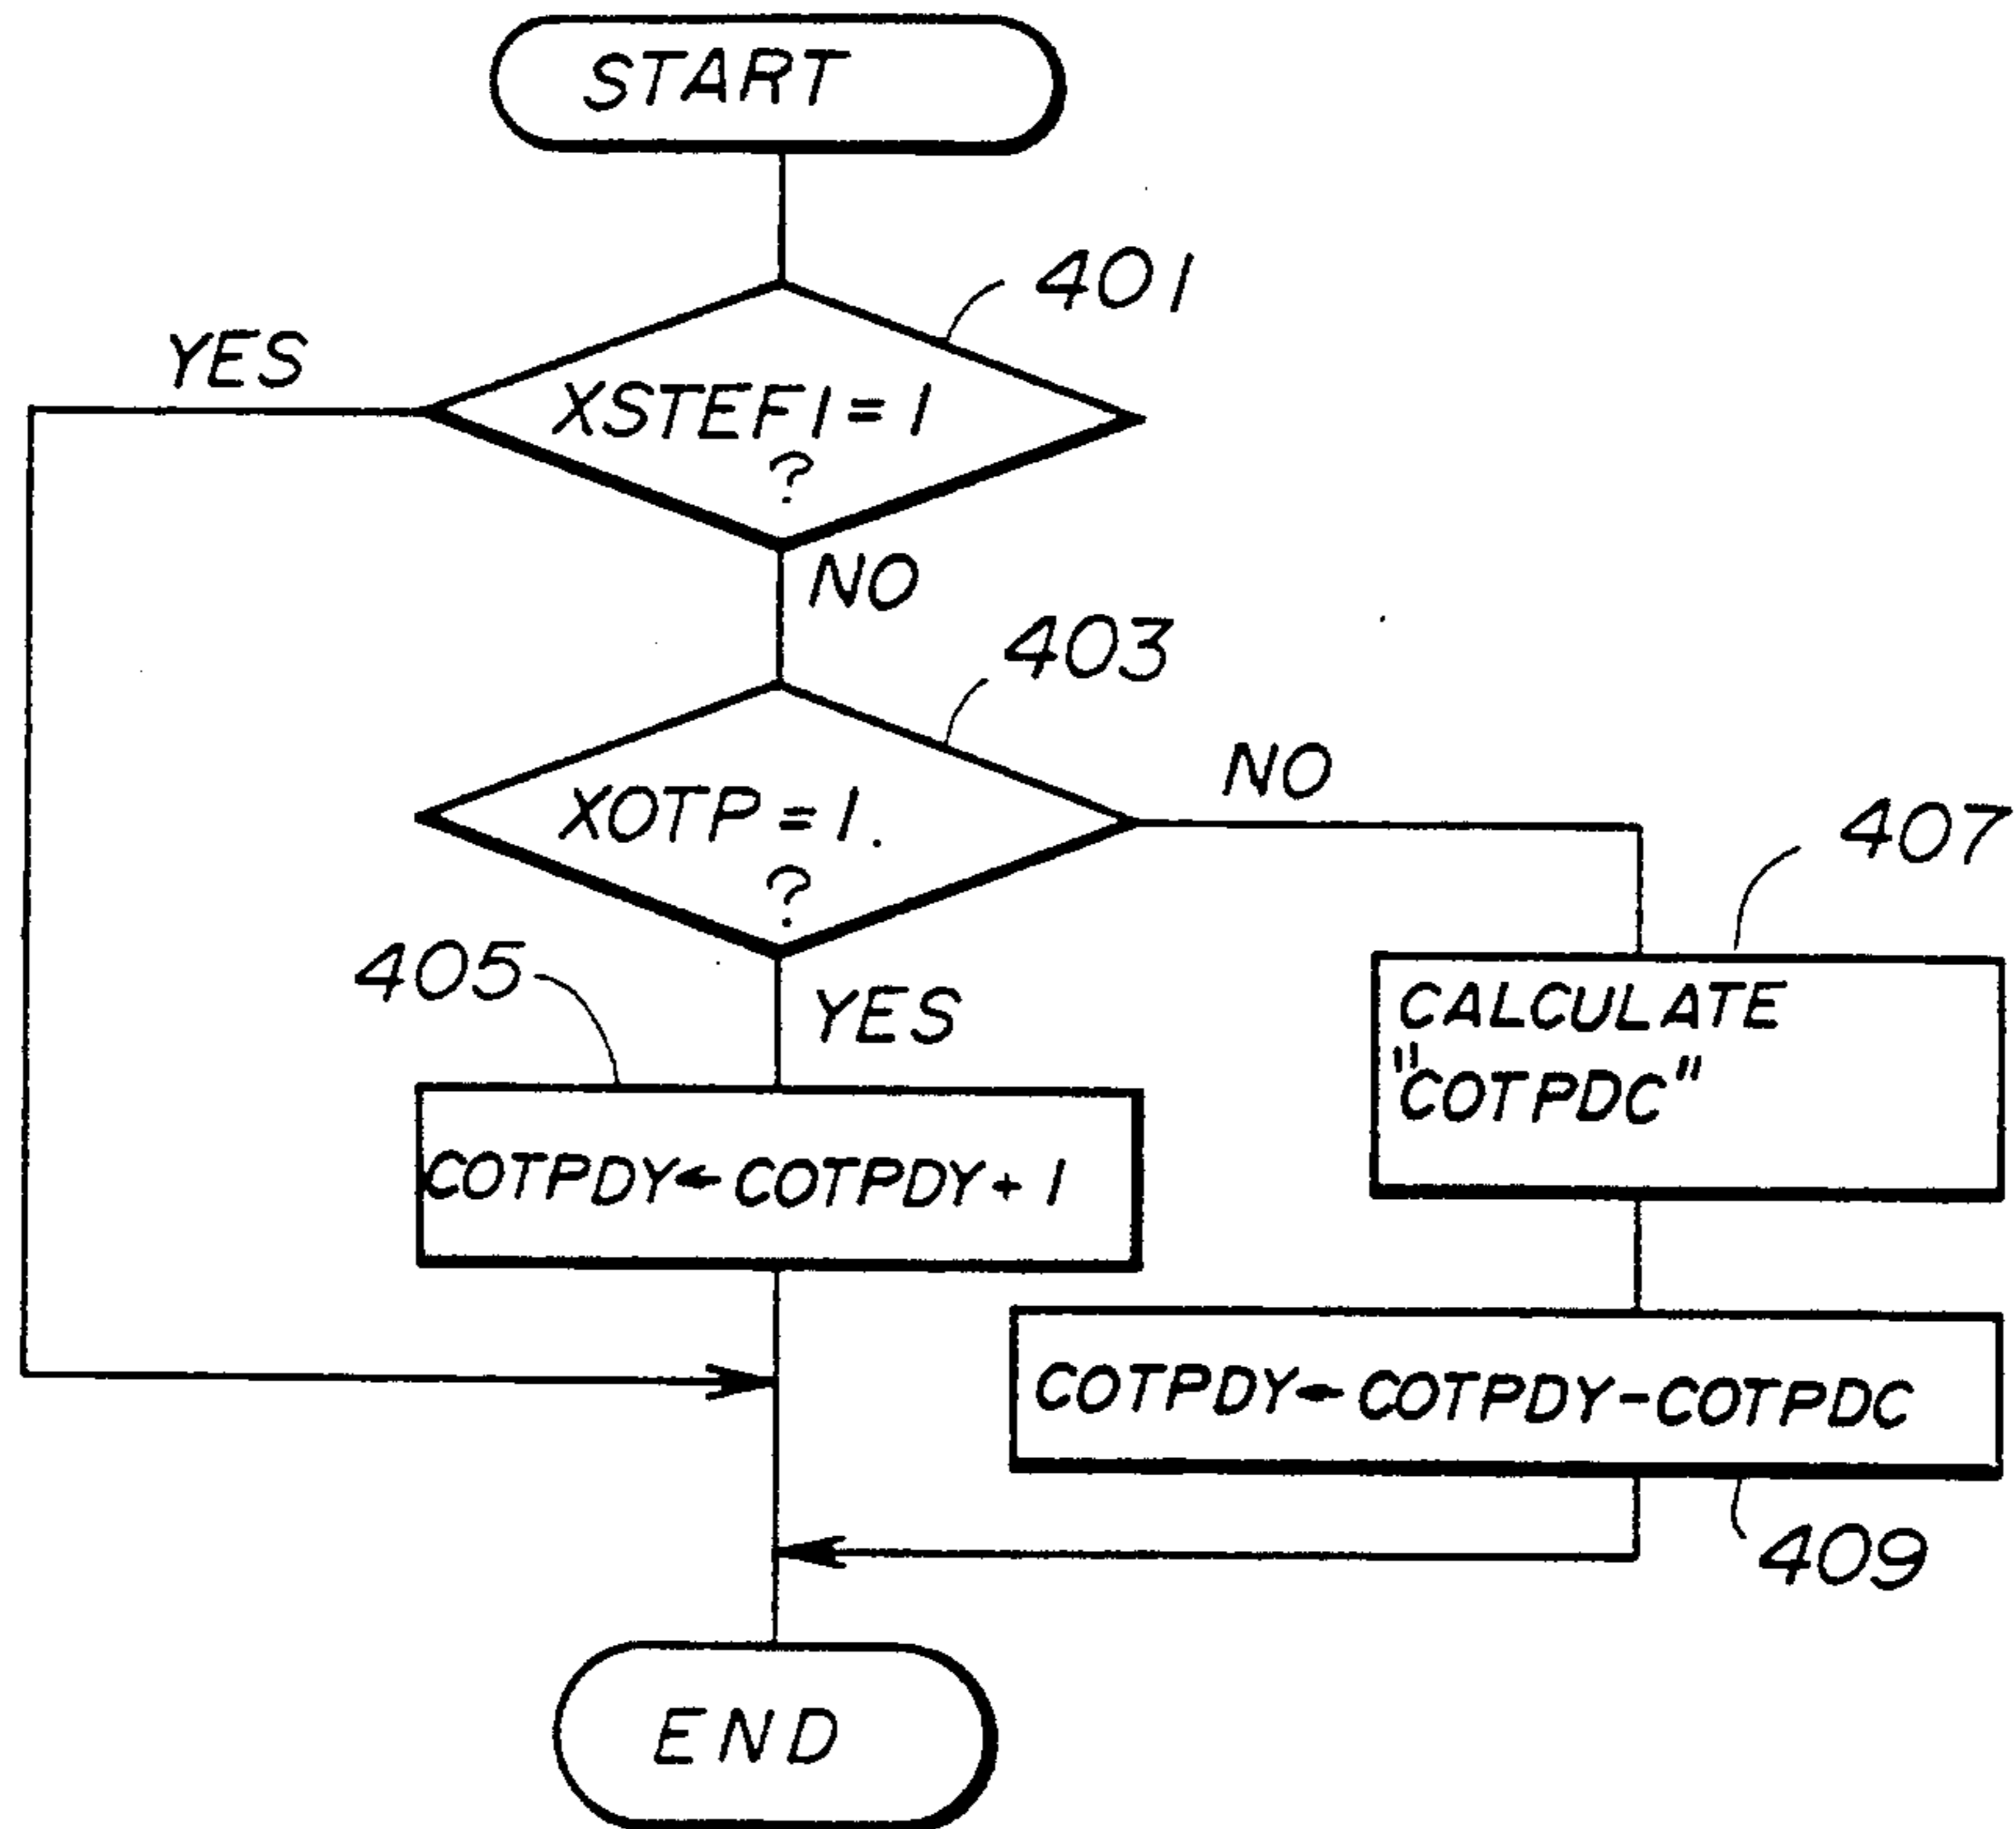 START
401
YES
XSTEF1 = 1
?
NO
403
NO
XOTP = 1.
?
407
405
YES
CALCULATE
"COTPDC"
COTPDY ← COTPDY + 1
COTPDY ← COTPDY - COTPDC
409
END